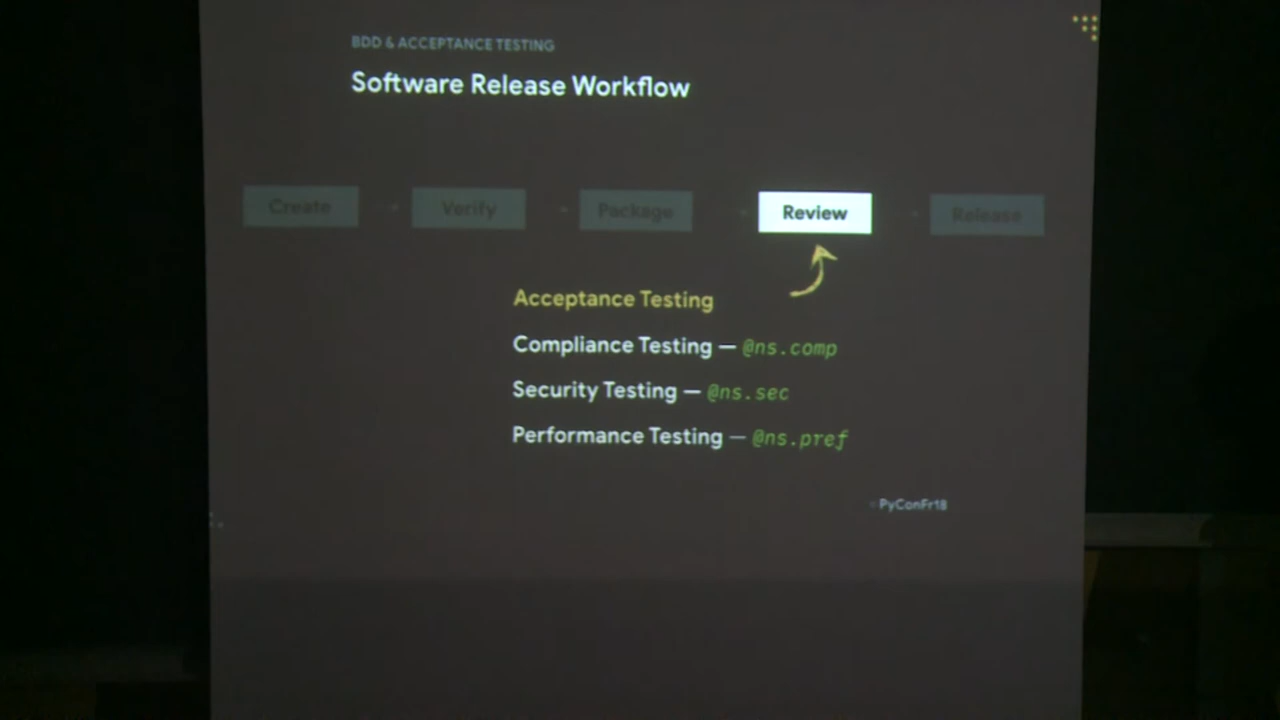 BDD & ACCEPTANCE TESTING
Software Release Workflow
Create Verify Package Review Release
Acceptance Testing
Compliance Testing — @ns.comp
Security Testing — @ns.sec
Performance Testing — @ns.pref
PyConFr18